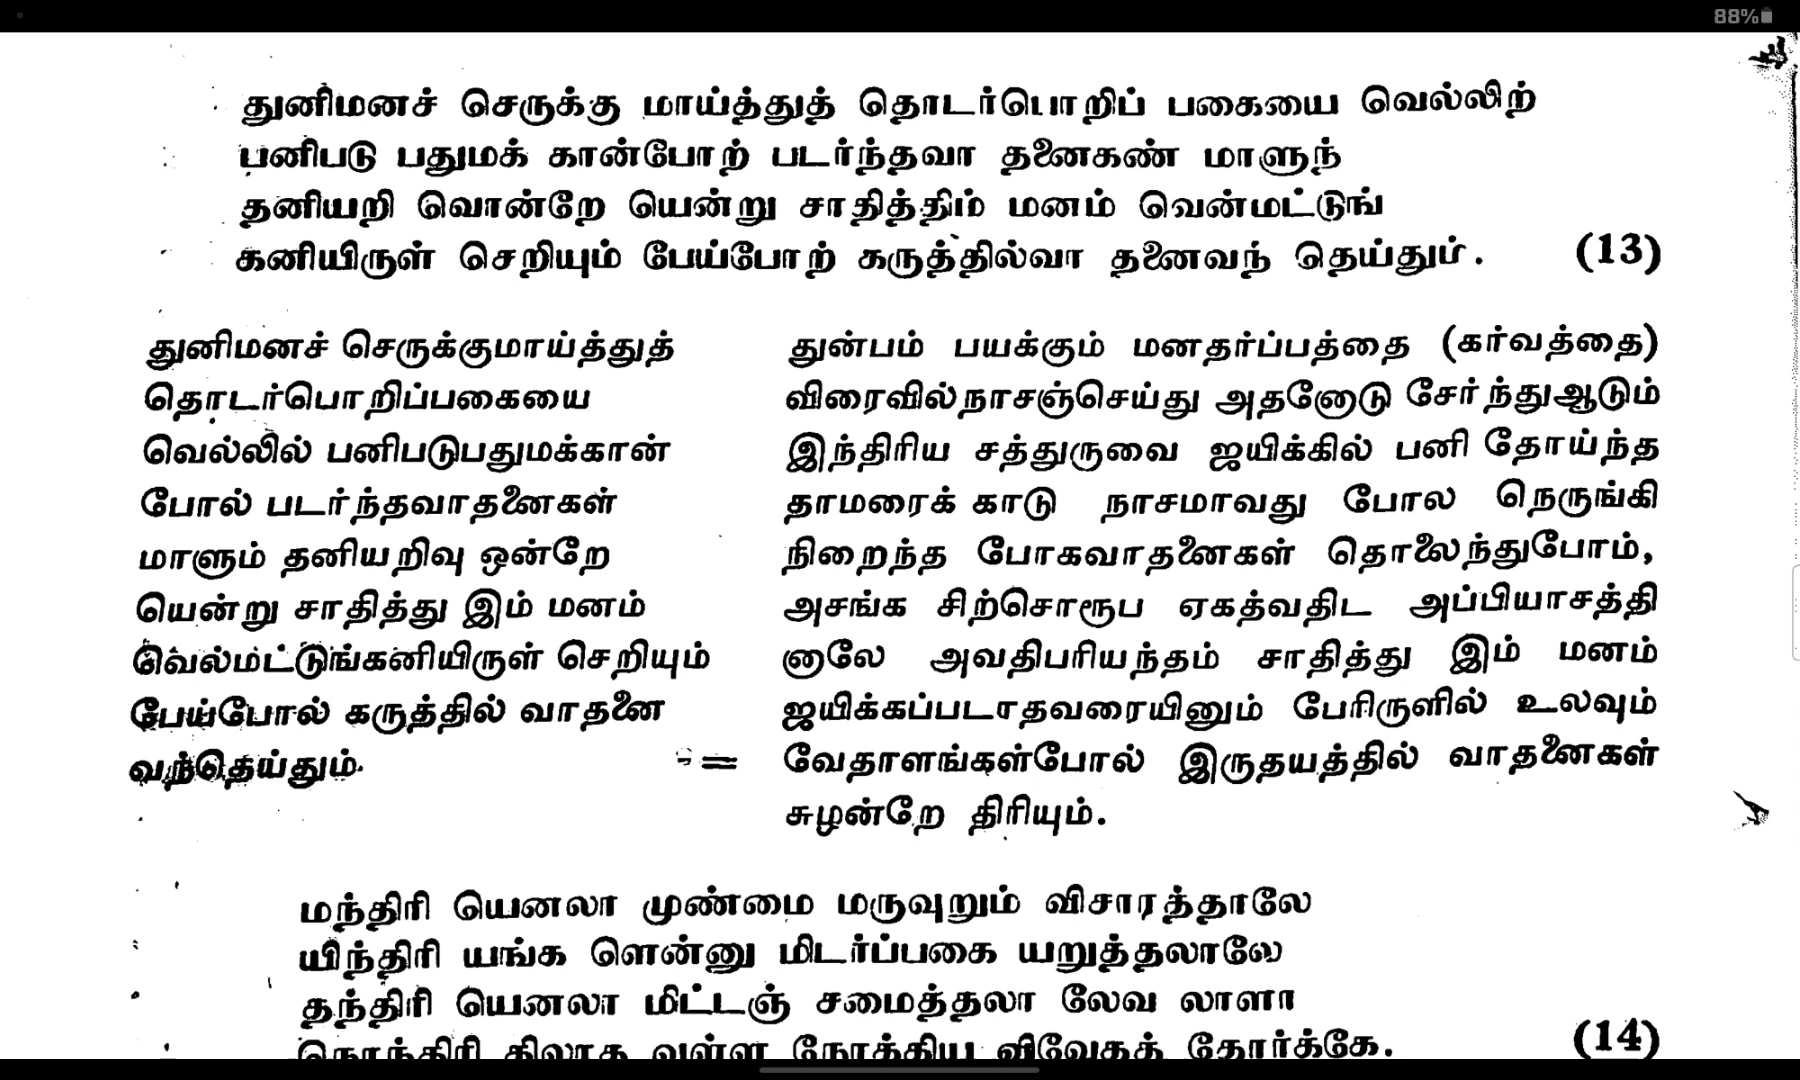 88%
துனிமனச் செருக்கு மாய்த்துத் தொடர்பொறிப் பகையை வெல்லிற்
பனிபடு பதுமக் கான்போற் படர்ந்தவா தனைகண் மாளுந்
தனியறி வொன்றே யென்று சாதித்திம் மனம் வென்மட்டுங்
கனியிருள் செறியும் பேய்போற் கருத்தில்வா தனைவந் தெய்தும். (13)
துனிமனச் செருக்குமாய்த்துத்
தொடர்பொறிப்பகையை
வெல்லில் பனிபடுபதுமக்கான்
போல் படர்ந்தவாதனைகள்
மாளும் தனியறிவு ஒன்றே
யென்று சாதித்து இம் மனம்
வெல்மட்டுங்கனியிருள் செறியும்
பேய்போல் கருத்தில் வாதனை
வந்தெய்தும். =
துன்பம் பயக்கும் மனதர்ப்பத்தை (கர்வத்தை)
விரைவில்நாசஞ்செய்து அதனோடு சேர்ந்துஆடும்
இந்திரிய சத்துருவை ஜயிக்கில் பனி தோய்ந்த
தாமரைக் காடு நாசமாவது போல நெருங்கி
நிறைந்த போகவாதனைகள் தொலைந்துபோம்,
அசங்க சிற்சொரூப ஏகத்வதிட அப்பியாசத்தி
னாலே அவதிபரியந்தம் சாதித்து இம் மனம்
ஜயிக்கப்படாதவரையினும் பேரிருளில் உலவும்
வேதாளங்கள்போல் இருதயத்தில் வாதனைகள்
சுழன்றே திரியும்.
மந்திரி யெனலா முண்மை மருவுறும் விசாரத்தாலே
யிந்திரி யங்க ளென்னு மிடர்ப்பகை யறுத்தலாலே
தந்திரி யெனலா மிட்டஞ் சமைத்தலா லேவ லாளா
நொந்திரி கிலாத வள்ள நோக்கிய விவேகத் தோர்க்கே. (14)